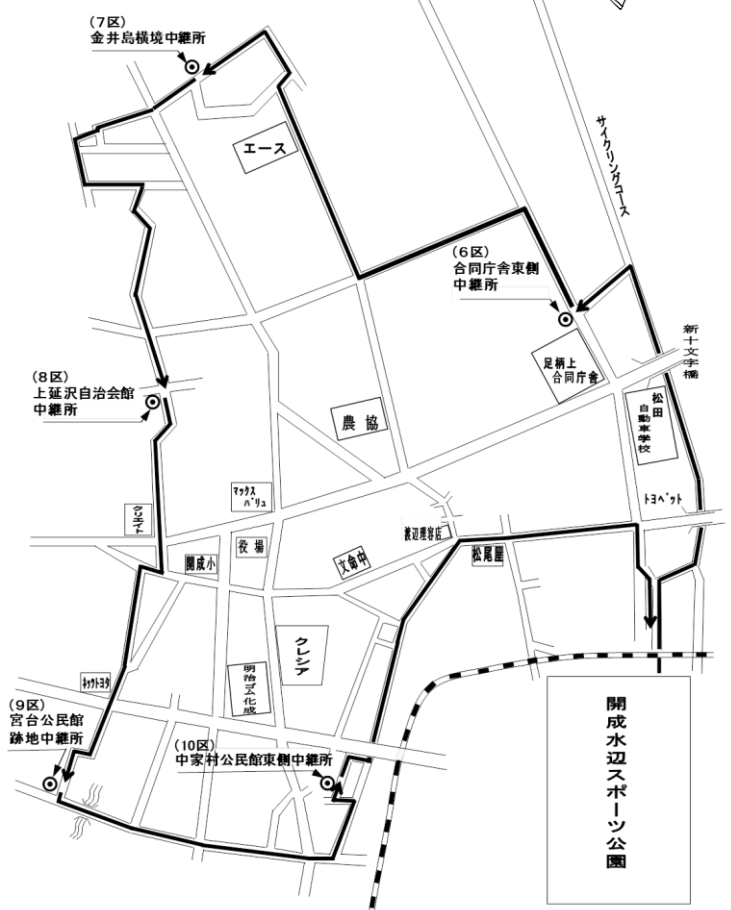 (7区)
金井島横境中継所
エース
サイクリングコース
(6区)
合同庁舎東側
中継所
足柄上
合同庁舎
新十文字橋
松田
自動車学校
(8区)
上延沢自治会館
中継所
農協
マックス
バリュ
トヨペット
クリエイト
役場
渡辺理容店
開成小
文命中
松尾屋
クレシア
明治ゴム化成
ネッツトヨタ
(9区)
宮台公民館
跡地中継所
(10区)
中家村公民館東側中継所
開成水辺スポーツ公園